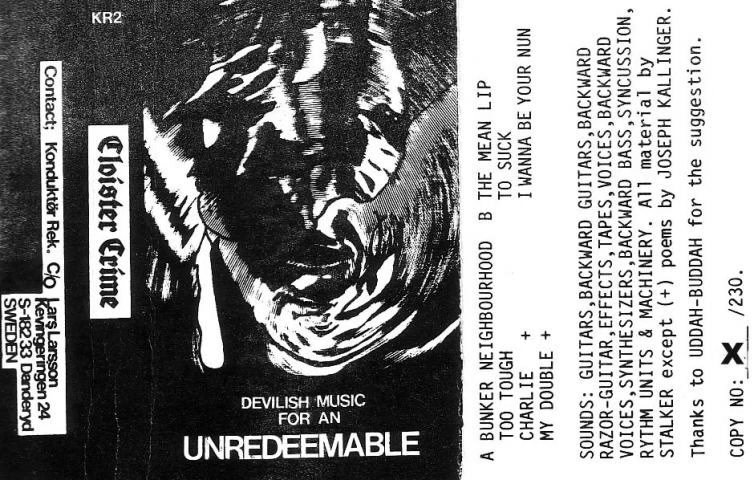 KR2
Contact; Konduktör Rek. C/O Lars Larsson
Kevingeringen 24
S-182 33 Danderyd
SWEDEN
Cloister Crime
DEVILISH MUSIC
FOR AN
UNREDEEMABLE
A BUNKER NEIGHBOURHOOD
TOO TOUGH
CHARLIE +
MY DOUBLE +
B THE MEAN LIP
TO SUCK
I WANNA BE YOUR NUN
SOUNDS: GUITARS,BACKWARD GUITARS,BACKWARD
RAZOR-GUITAR,EFFECTS,TAPES,VOICES,BACKWARD
VOICES,SYNTHESIZERS,BACKWARD BASS,SYNCUSSION,
RYTHM UNITS & MACHINERY. All material by
STALKER except (+) poems by JOSEPH KALLINGER.
Thanks to UDDAH-BUDDAH for the suggestion.
COPY NO: X /230.